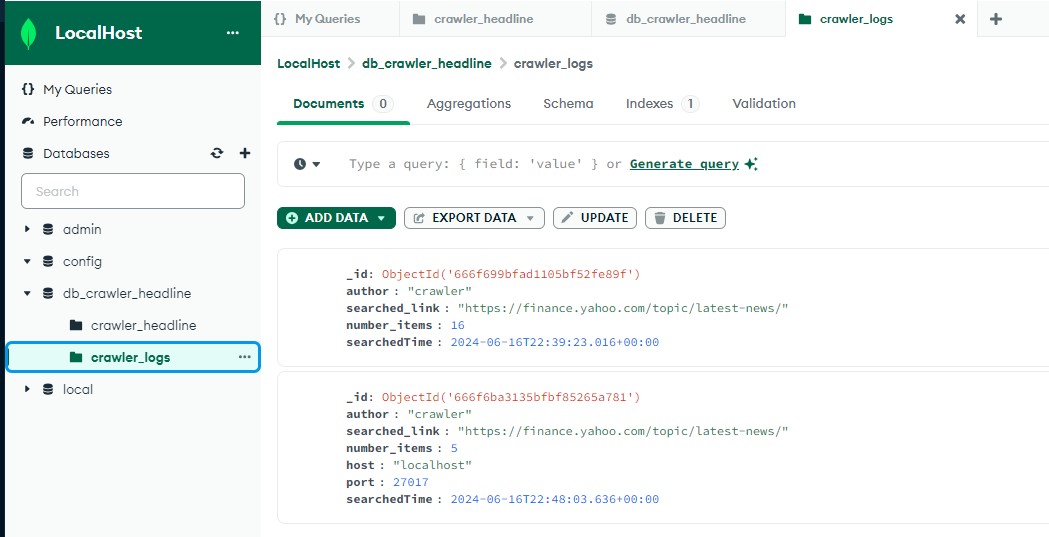 LocalHost
My Queries
Performance
Databases
Search
admin
config
db_crawler_headline
crawler_headline
crawler_logs
local
My Queries crawler_headline db_crawler_headline crawler_logs
LocalHost > db_crawler_headline > crawler_logs
Documents 0 Aggregations Schema Indexes 1 Validation
Type a query: { field: 'value' } or Generate query
ADD DATA EXPORT DATA UPDATE DELETE
_id: ObjectId('666f699bfad1105bf52fe89f')
author : "crawler"
searched_link : "https://finance.yahoo.com/topic/latest-news/"
number_items : 16
searchedTime : 2024-06-16T22:39:23.016+00:00
_id: ObjectId('666f6ba3135bfbf85265a781')
author : "crawler"
searched_link : "https://finance.yahoo.com/topic/latest-news/"
number_items : 5
host : "localhost"
port : 27017
searchedTime : 2024-06-16T22:48:03.636+00:00